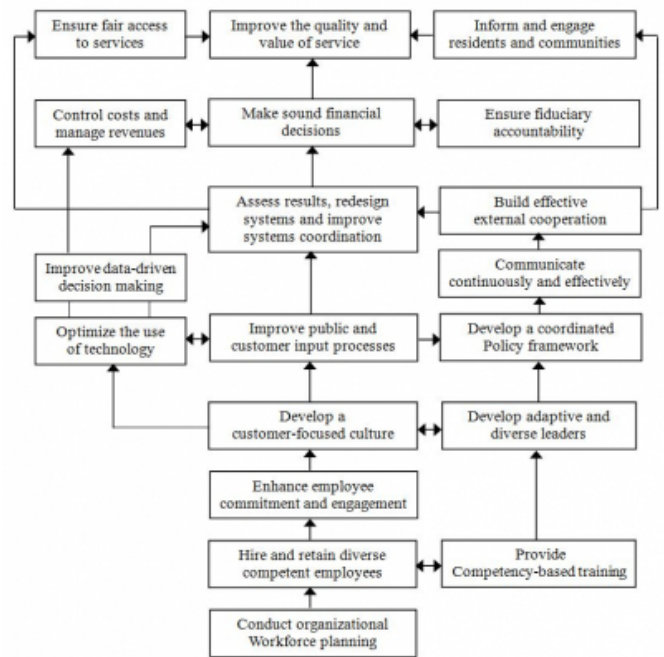 Ensure fair access
to services
Improve the quality and
value of service
Inform and engage
residents and communities
Control costs and
manage revenues
Make sound financial
decisions
Ensure fiduciary
accountability
Assess results, redesign
systems and improve
systems coordination
Build effective
external cooperation
Improve data-driven
decision making
Communicate
continuously and effectively
Optimize the use
of technology
Improve public and
customer input processes
Develop a coordinated
Policy framework
Develop a
customer-focused culture
Develop adaptive and
diverse leaders
Enhance employee
commitment and engagement
Hire and retain diverse
competent employees
Provide
Competency-based training
Conduct organizational
Workforce planning